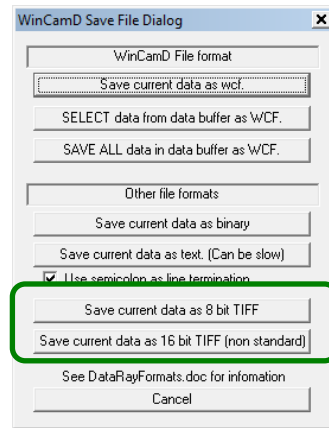 WinCamD Save File Dialog
WinCamD File format
Save current data as wcf.
SELECT data from data buffer as WCF.
SAVE ALL data in data buffer as WCF.
Other file formats
Save current data as binary
Save current data as text. (Can be slow)
Use semicolon as line termination
Save current data as 8 bit TIFF
Save current data as 16 bit TIFF (non standard)
See DataRayFormats.doc for infomation
Cancel